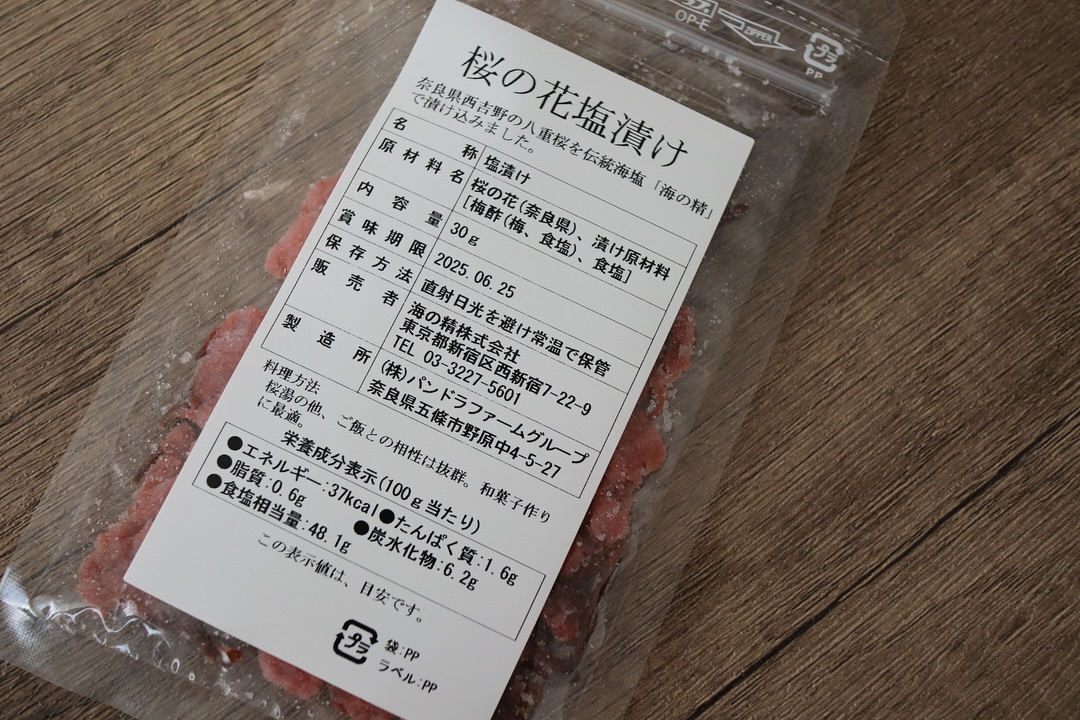 OP-E
ZIPPER
プラ
PP
桜の花塩漬け
奈良県西吉野の八重桜を伝統海塩「海の精」
で漬け込みました。
名称 塩漬け
原材料名 桜の花(奈良県)、漬け原材料
[梅酢(梅、食塩)、食塩]
内容量 30g
賞味期限 2025.06.25
保存方法 直射日光を避け常温で保管
販売者 海の精株式会社
東京都新宿区西新宿7-22-9
TEL 03-3227-5601
製造所 (株)パンドラファームグループ
奈良県五條市野原中4-5-27
料理方法
桜湯の他、ご飯との相性は抜群。和菓子作り
に最適。
栄養成分表示(100g当たり)
●エネルギー:37kcal●たんぱく質:1.6g
●脂質:0.6g ●炭水化物:6.2g
●食塩相当量:48.1g
この表示値は、目安です。
プラ
袋:PP
ラベル:PP